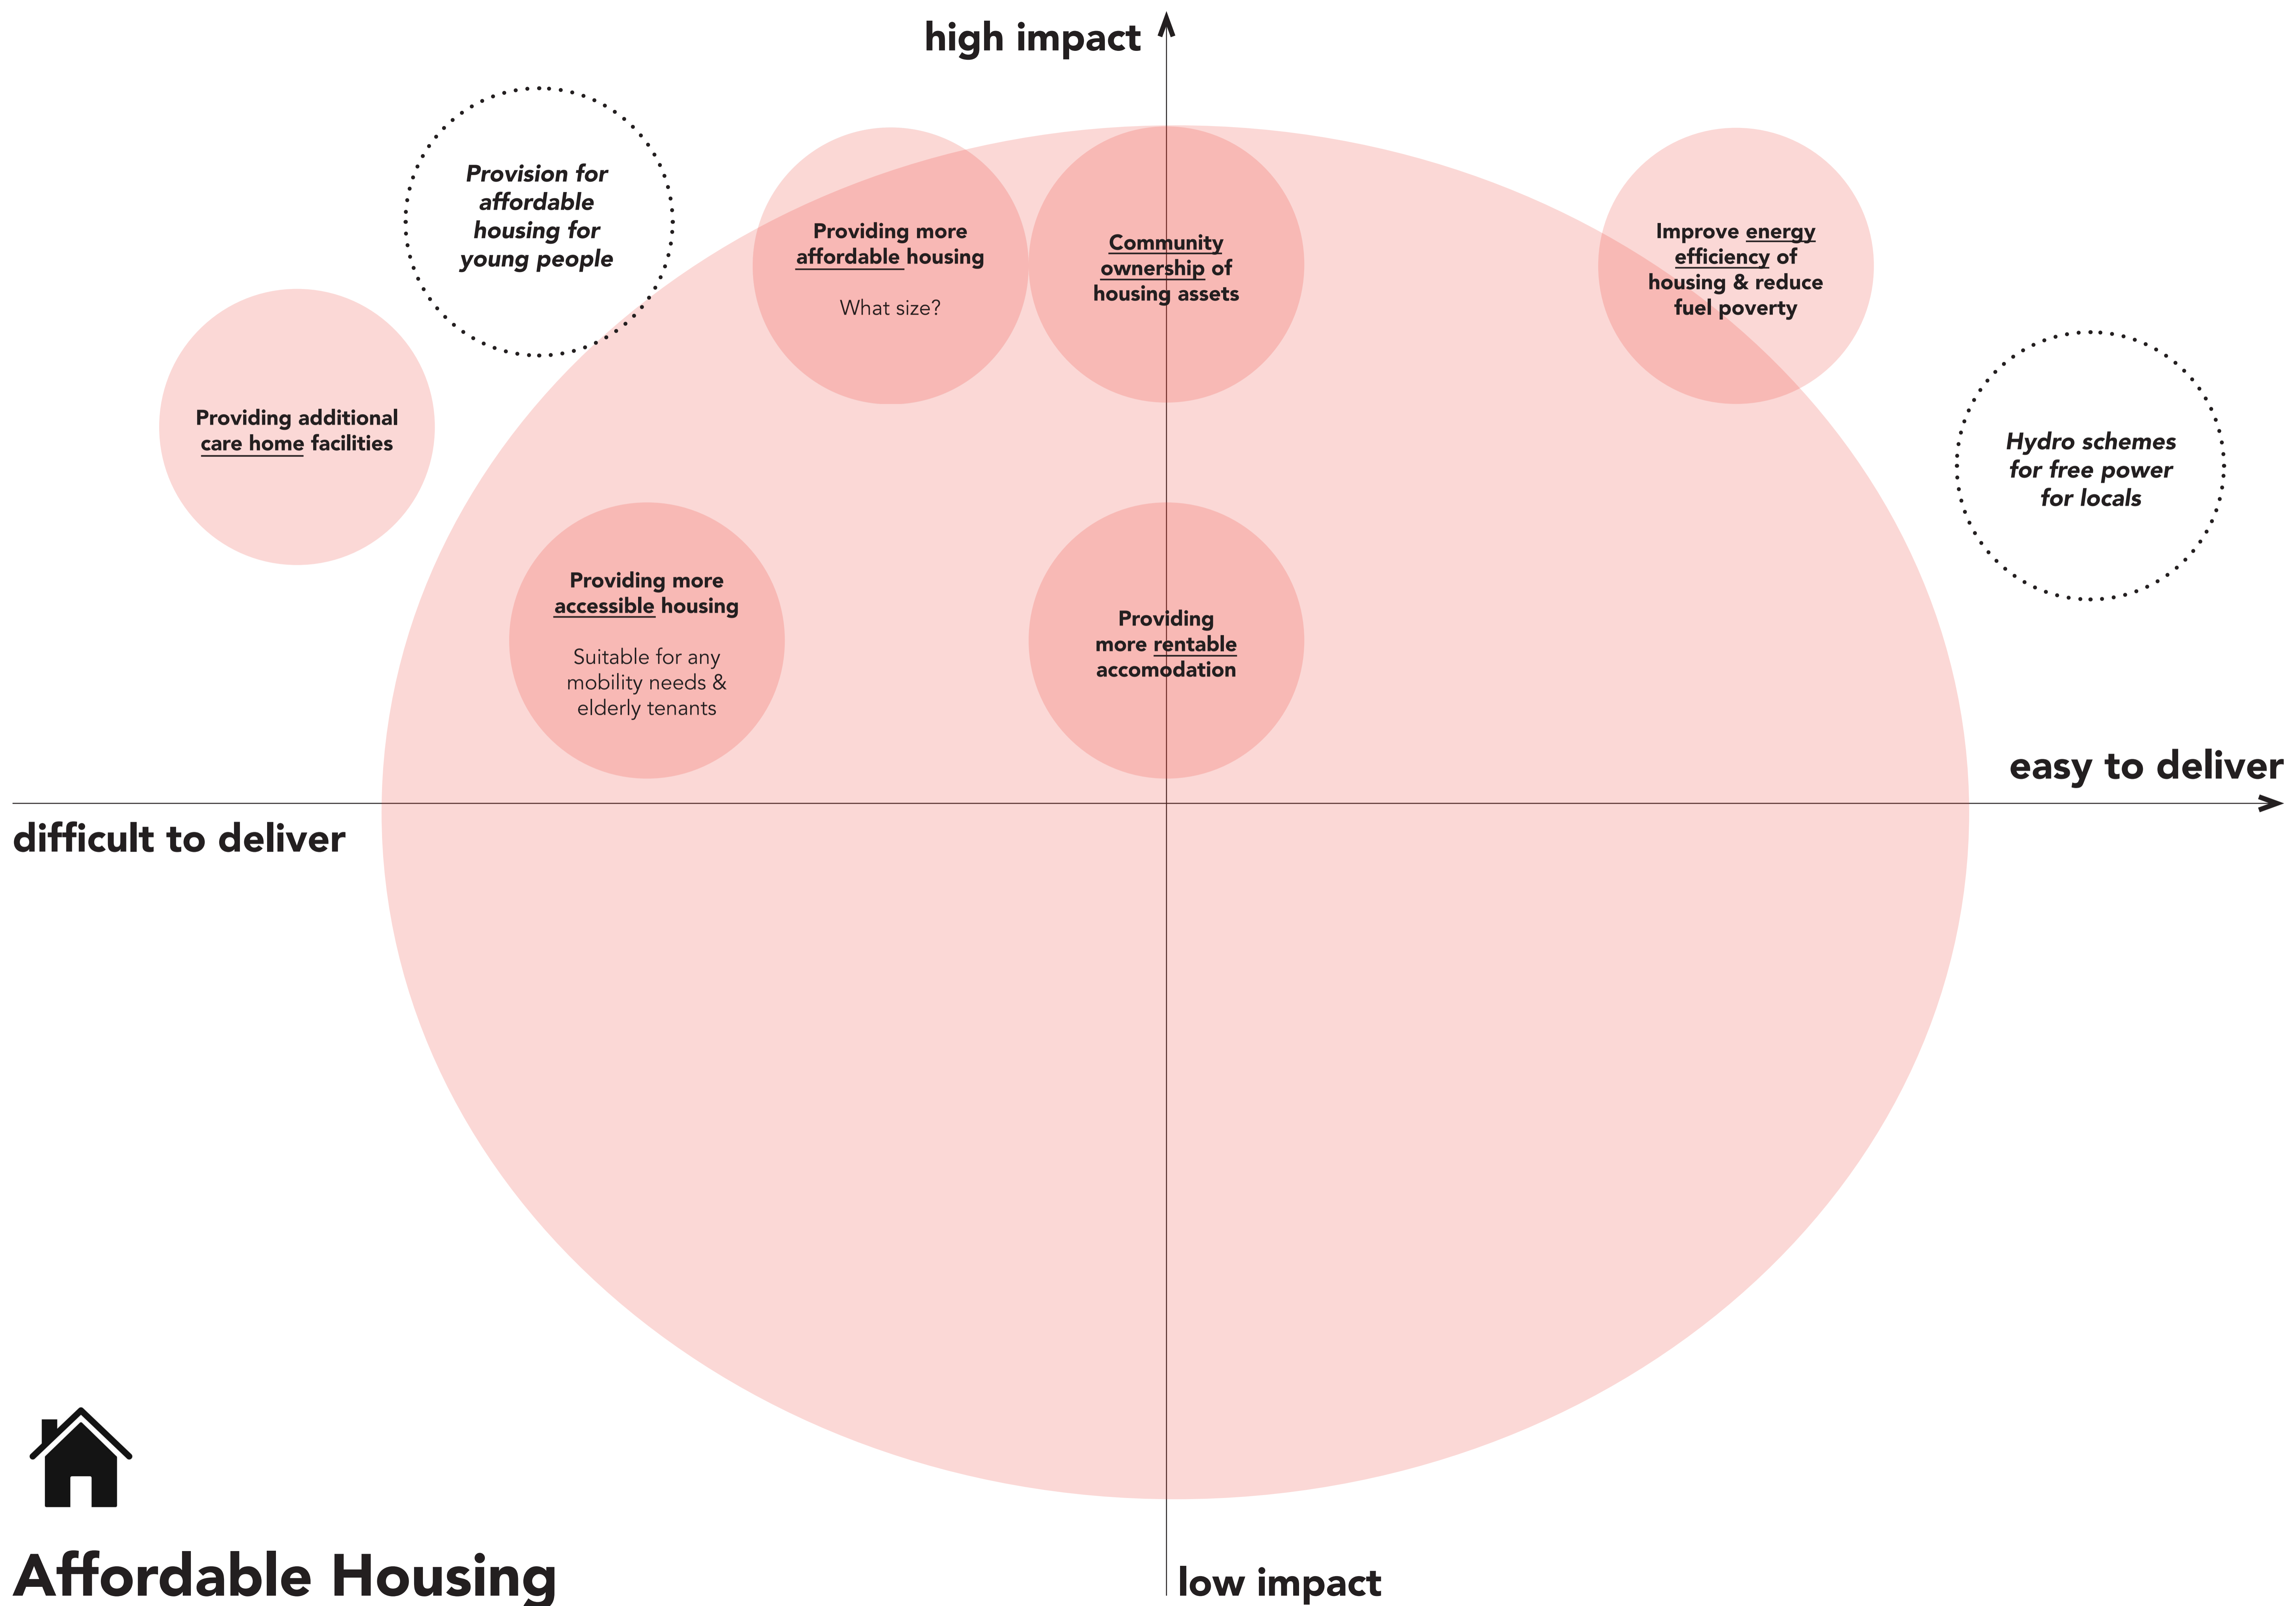 high impact
Provision for
affordable
housing for
young people
Providing more
affordable housing
What size?
Community
ownership of
housing assets
Improve energy
efficiency of
housing & reduce
fuel poverty
Providing additional
care home facilities
Hydro schemes
for free power
for locals
Providing more
accessible housing
Suitable for any
mobility needs &
elderly tenants
Providing
more rentable
accomodation
easy to deliver
difficult to deliver
Affordable Housing
low impact